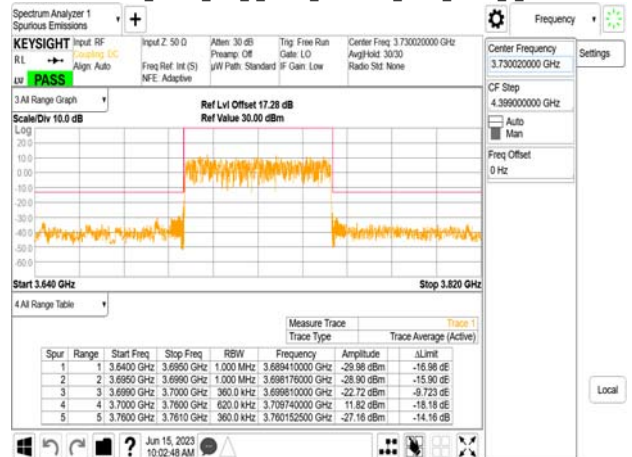 Spectrum Analyzer 1
Spurious Emissions
Frequency
KEYSIGHT Input: RF Input Z: 50 Ω Atten: 30 dB Trig: Free Run Center Freq: 3.730020000 GHz
RL Coupling: DC Preamp: Off Gate: LO Avg|Hold: 30/30
Align: Auto Freq Ref: Int (S) µW Path: Standard IF Gain: Low Radio Std: None
NFE: Adaptive
PASS
Center Frequency
3.730020000 GHz
Settings
CF Step
4.399000000 GHz
Auto
Man
Freq Offset
0 Hz
Local
3 All Range Graph
Ref Lvl Offset 17.28 dB
Scale/Div 10.0 dB Ref Value 30.00 dBm
Log
20.0
10.0
0.00
-10.0
-20.0
-30.0
-40.0
-50.0
-60.0
Start 3.640 GHz Stop 3.820 GHz
4 All Range Table
Measure Trace Trace 1
Trace Type Trace Average (Active)
Spur Range Start Freq Stop Freq RBW Frequency Amplitude ΔLimit
1 1 3.6400 GHz 3.6950 GHz 1.000 MHz 3.689410000 GHz -29.98 dBm -16.98 dB
2 2 3.6950 GHz 3.6990 GHz 1.000 MHz 3.698176000 GHz -28.90 dBm -15.90 dB
3 3 3.6990 GHz 3.7000 GHz 360.0 kHz 3.699810000 GHz -22.72 dBm -9.723 dB
4 4 3.7000 GHz 3.7600 GHz 620.0 kHz 3.709740000 GHz 11.82 dBm -18.18 dB
5 5 3.7600 GHz 3.7610 GHz 360.0 kHz 3.760152500 GHz -27.16 dBm -14.16 dB
Jun 15, 2023
10:02:48 AM